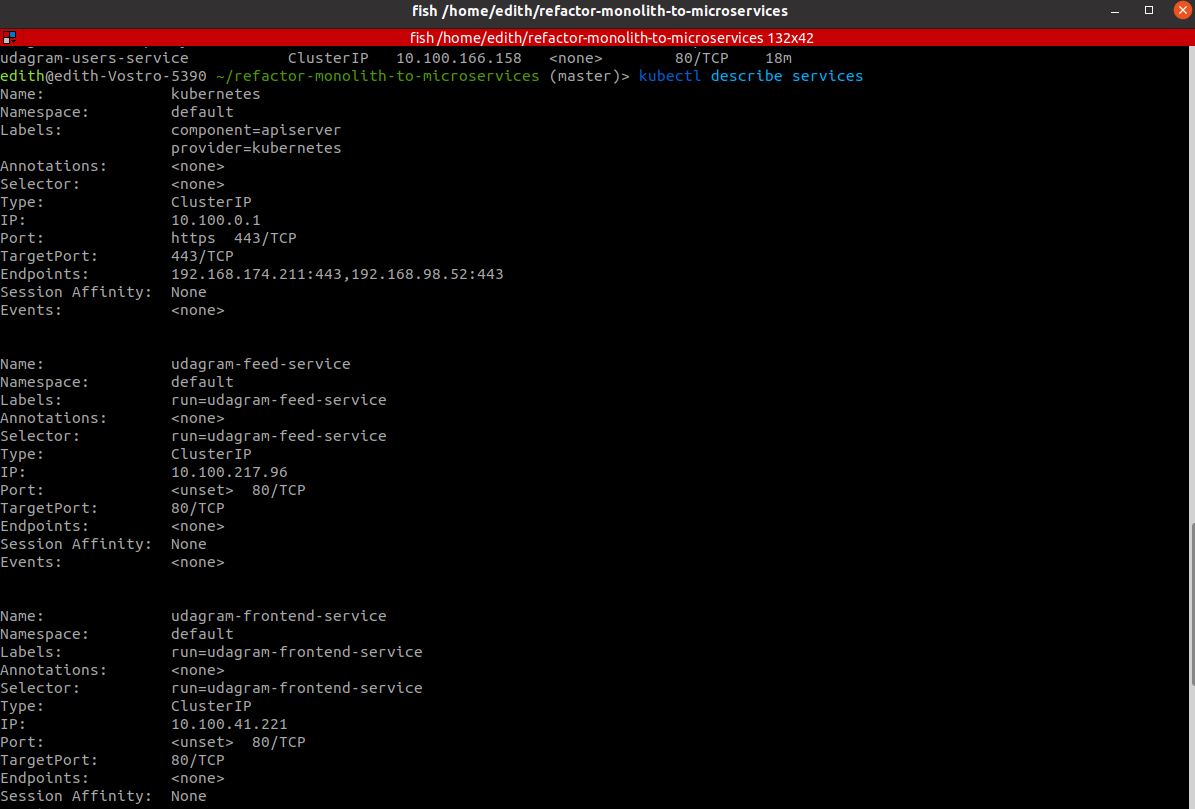 fish /home/edith/refactor-monolith-to-microservices
fish /home/edith/refactor-monolith-to-microservices 132x42
udagram-users-service           ClusterIP   10.100.166.158   <none>        80/TCP    18m
edith@edith-Vostro-5390 ~/refactor-monolith-to-microservices (master)> kubectl describe services
Name:              kubernetes
Namespace:         default
Labels:            component=apiserver
                   provider=kubernetes
Annotations:       <none>
Selector:          <none>
Type:              ClusterIP
IP:                10.100.0.1
Port:              https  443/TCP
TargetPort:        443/TCP
Endpoints:         192.168.174.211:443,192.168.98.52:443
Session Affinity:  None
Events:            <none>
Name:              udagram-feed-service
Namespace:         default
Labels:            run=udagram-feed-service
Annotations:       <none>
Selector:          run=udagram-feed-service
Type:              ClusterIP
IP:                10.100.217.96
Port:              <unset>  80/TCP
TargetPort:        80/TCP
Endpoints:         <none>
Session Affinity:  None
Events:            <none>
Name:              udagram-frontend-service
Namespace:         default
Labels:            run=udagram-frontend-service
Annotations:       <none>
Selector:          run=udagram-frontend-service
Type:              ClusterIP
IP:                10.100.41.221
Port:              <unset>  80/TCP
TargetPort:        80/TCP
Endpoints:         <none>
Session Affinity:  None